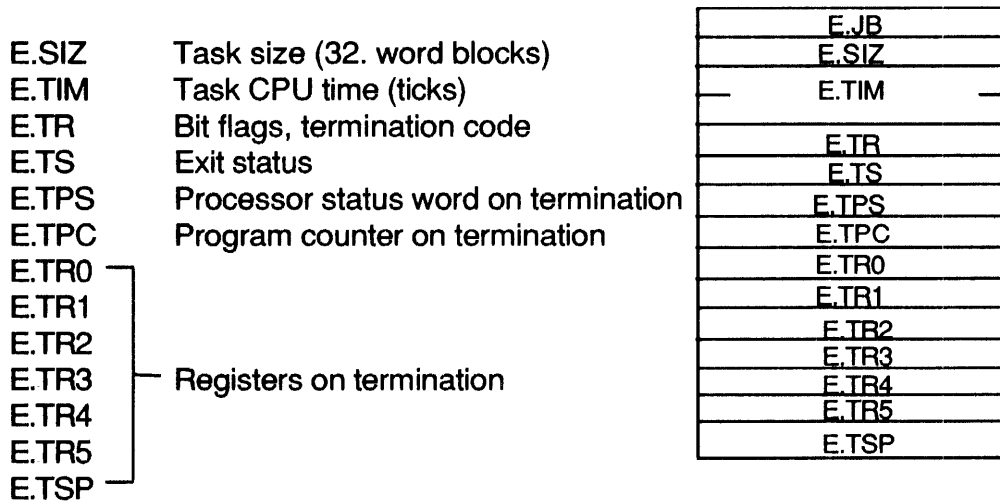 E.SIZ Task size (32. word blocks)
E.TIM Task CPU time (ticks)
E.TR Bit flags, termination code
E.TS Exit status
E.TPS Processor status word on termination
E.TPC Program counter on termination
E.TR0
E.TR1
E.TR2
E.TR3 Registers on termination
E.TR4
E.TR5
E.TSP
E.JB
E.SIZ
E.TIM
E.TR
E.TS
E.TPS
E.TPC
E.TR0
E.TR1
E.TR2
E.TR3
E.TR4
E.TR5
E.TSP